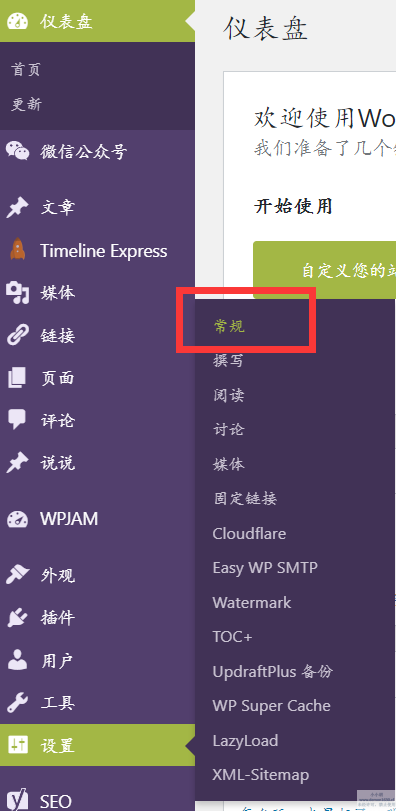 仪表盘
首页
更新
微信公众号
文章
Timeline Express
媒体
链接
页面
评论
说说
WPJAM
外观
插件
用户
工具
设置
SEO
仪表盘
欢迎使用Wo
我们准备了几个
开始使用
自定义您的站
常规
撰写
阅读
讨论
媒体
固定链接
Cloudflare
Easy WP SMTP
Watermark
TOC+
UpdraftPlus 备份
WP Super Cache
LazyLoad
XML-Sitemap